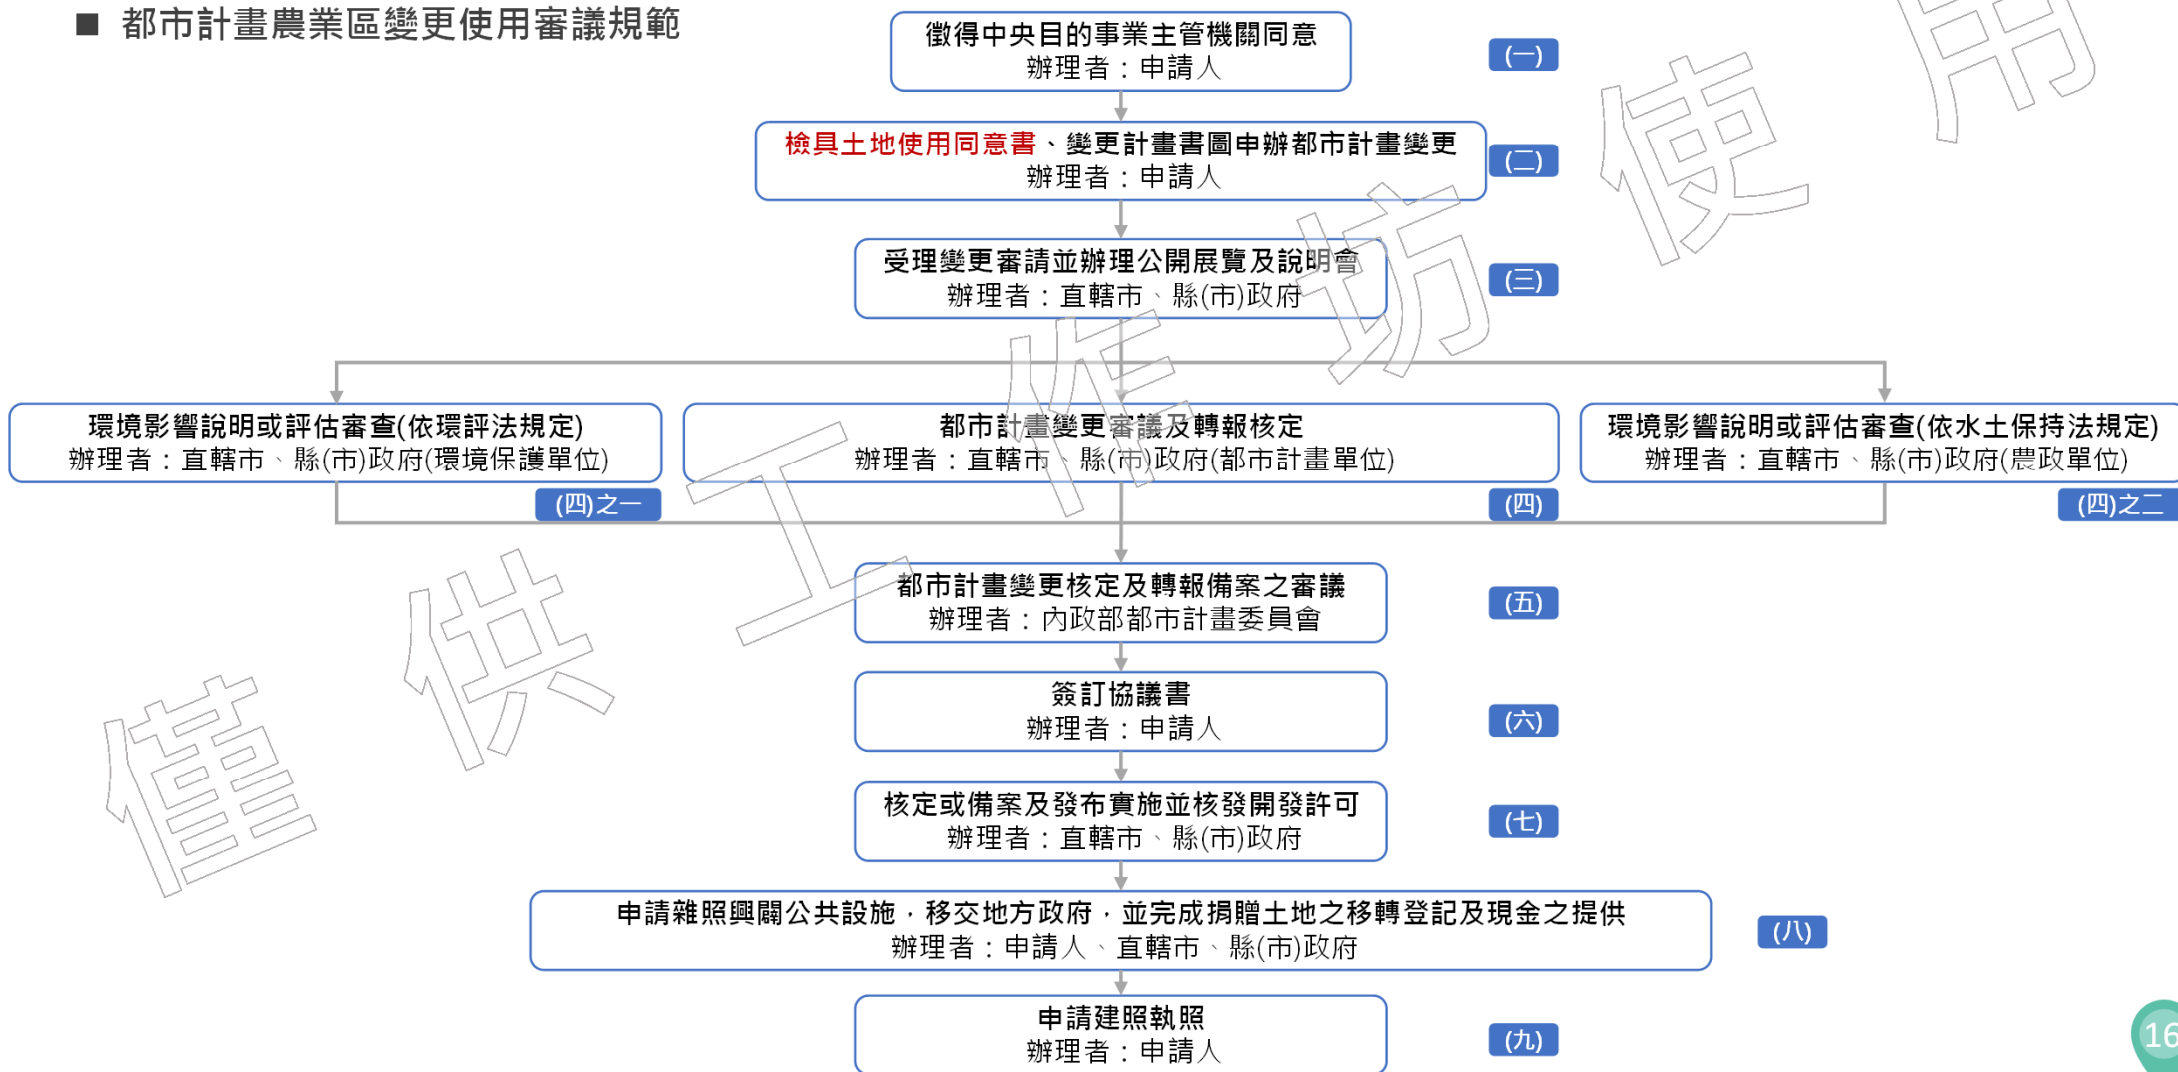 ■ 都市計畫農業區變更使用審議規範
徵得中央目的事業主管機關同意
辦理者：申請人
(一)
檢具土地使用同意書、變更計畫書圖申辦都市計畫變更
辦理者：申請人
(二)
受理變更審請並辦理公開展覽及說明會
辦理者：直轄市、縣(市)政府
(三)
環境影響說明或評估審查(依環評法規定)
辦理者：直轄市、縣(市)政府(環境保護單位)
(四)之一
都市計畫變更審議及轉報核定
辦理者：直轄市、縣(市)政府(都市計畫單位)
(四)
環境影響說明或評估審查(依水土保持法規定)
辦理者：直轄市、縣(市)政府(農政單位)
(四)之二
都市計畫變更核定及轉報備案之審議
辦理者：內政部都市計畫委員會
(五)
簽訂協議書
辦理者：申請人
(六)
核定或備案及發布實施並核發開發許可
辦理者：直轄市、縣(市)政府
(七)
申請雜照興闢公共設施，移交地方政府，並完成捐贈土地之移轉登記及現金之提供
辦理者：申請人、直轄市、縣(市)政府
(八)
申請建照執照
辦理者：申請人
(九)
16
僅供工作坊使用